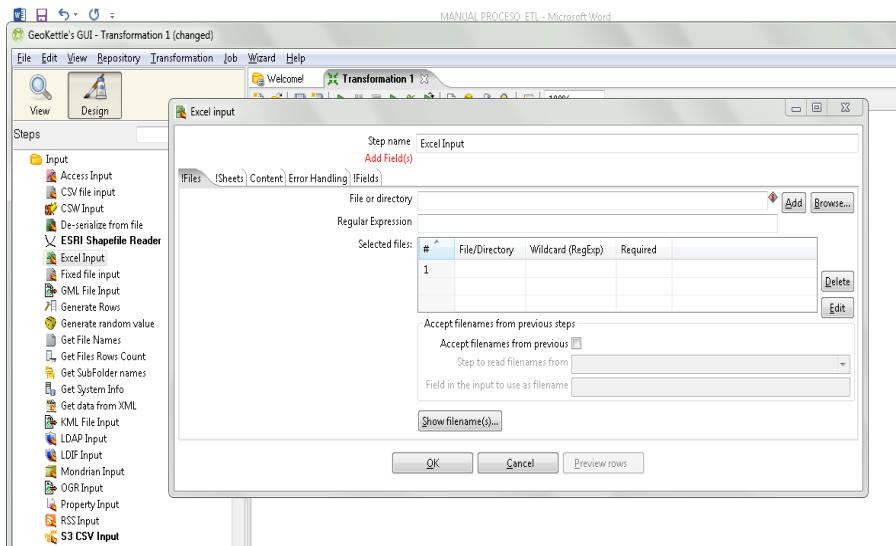 MANUAL PROCESO_ETL - Microsoft Word
GeoKettle's GUI - Transformation 1 (changed)
File Edit View Repository Transformation Job Wizard Help
View
Design
Welcome!
Transformation 1
100%
Steps
Input
Access Input
CSV file input
CSW Input
De-serialize from file
ESRI Shapefile Reader
Excel Input
Fixed file input
GML File Input
Generate Rows
Generate random value
Get File Names
Get Files Rows Count
Get SubFolder names
Get System Info
Get data from XML
KML File Input
LDAP Input
LDIF Input
Mondrian Input
OGR Input
Property Input
RSS Input
S3 CSV Input
Excel input
Step name Excel Input
Add Field(s)
!Files !Sheets Content Error Handling !Fields
File or directory Add Browse...
Regular Expression
Selected files: # File/Directory Wildcard (RegExp) Required
1
Delete
Edit
Accept filenames from previous steps
Accept filenames from previous
Step to read filenames from
Field in the input to use as filename
Show filename(s)...
OK Cancel Preview rows